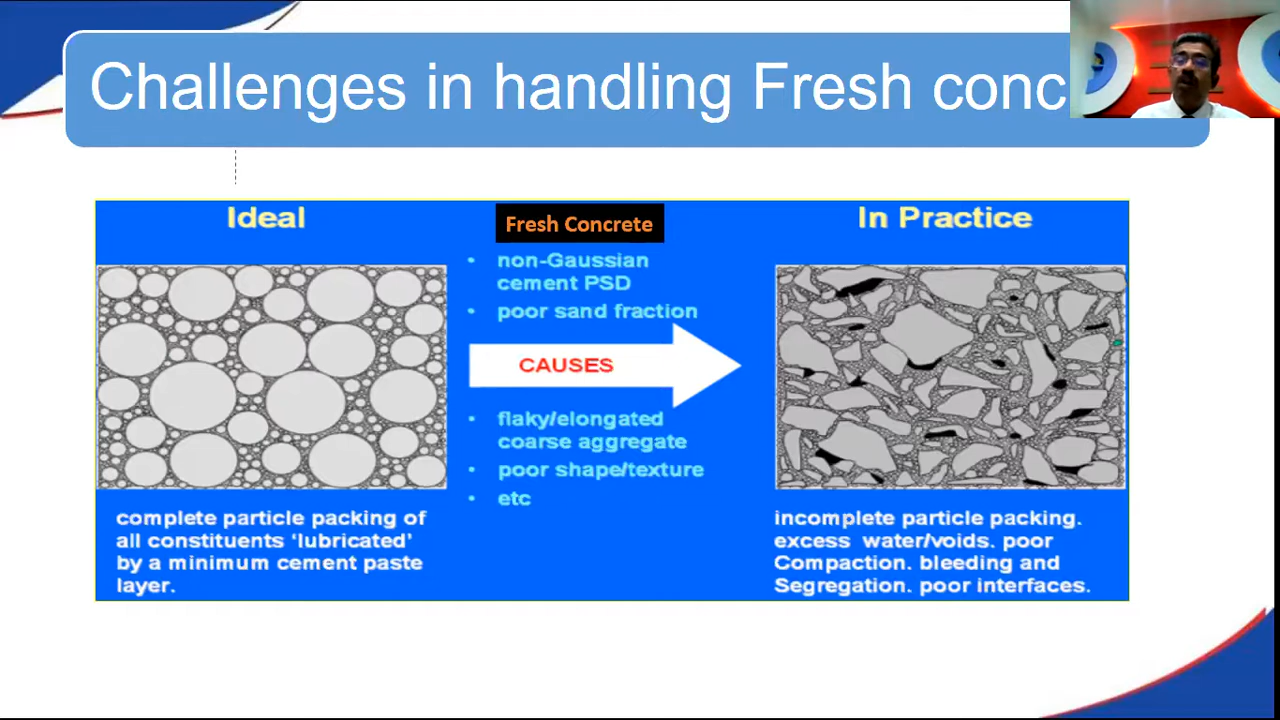 Challenges in handling Fresh conc
Ideal
Fresh Concrete
In Practice
• non-Gaussian
cement PSD
• poor sand fraction
CAUSES
• flaky/elongated
coarse aggregate
• poor shape/texture
• etc
complete particle packing of
all constituents ‘lubricated’
by a minimum cement paste
layer.
incomplete particle packing.
excess water/voids. poor
Compaction. bleeding and
Segregation. poor interfaces.